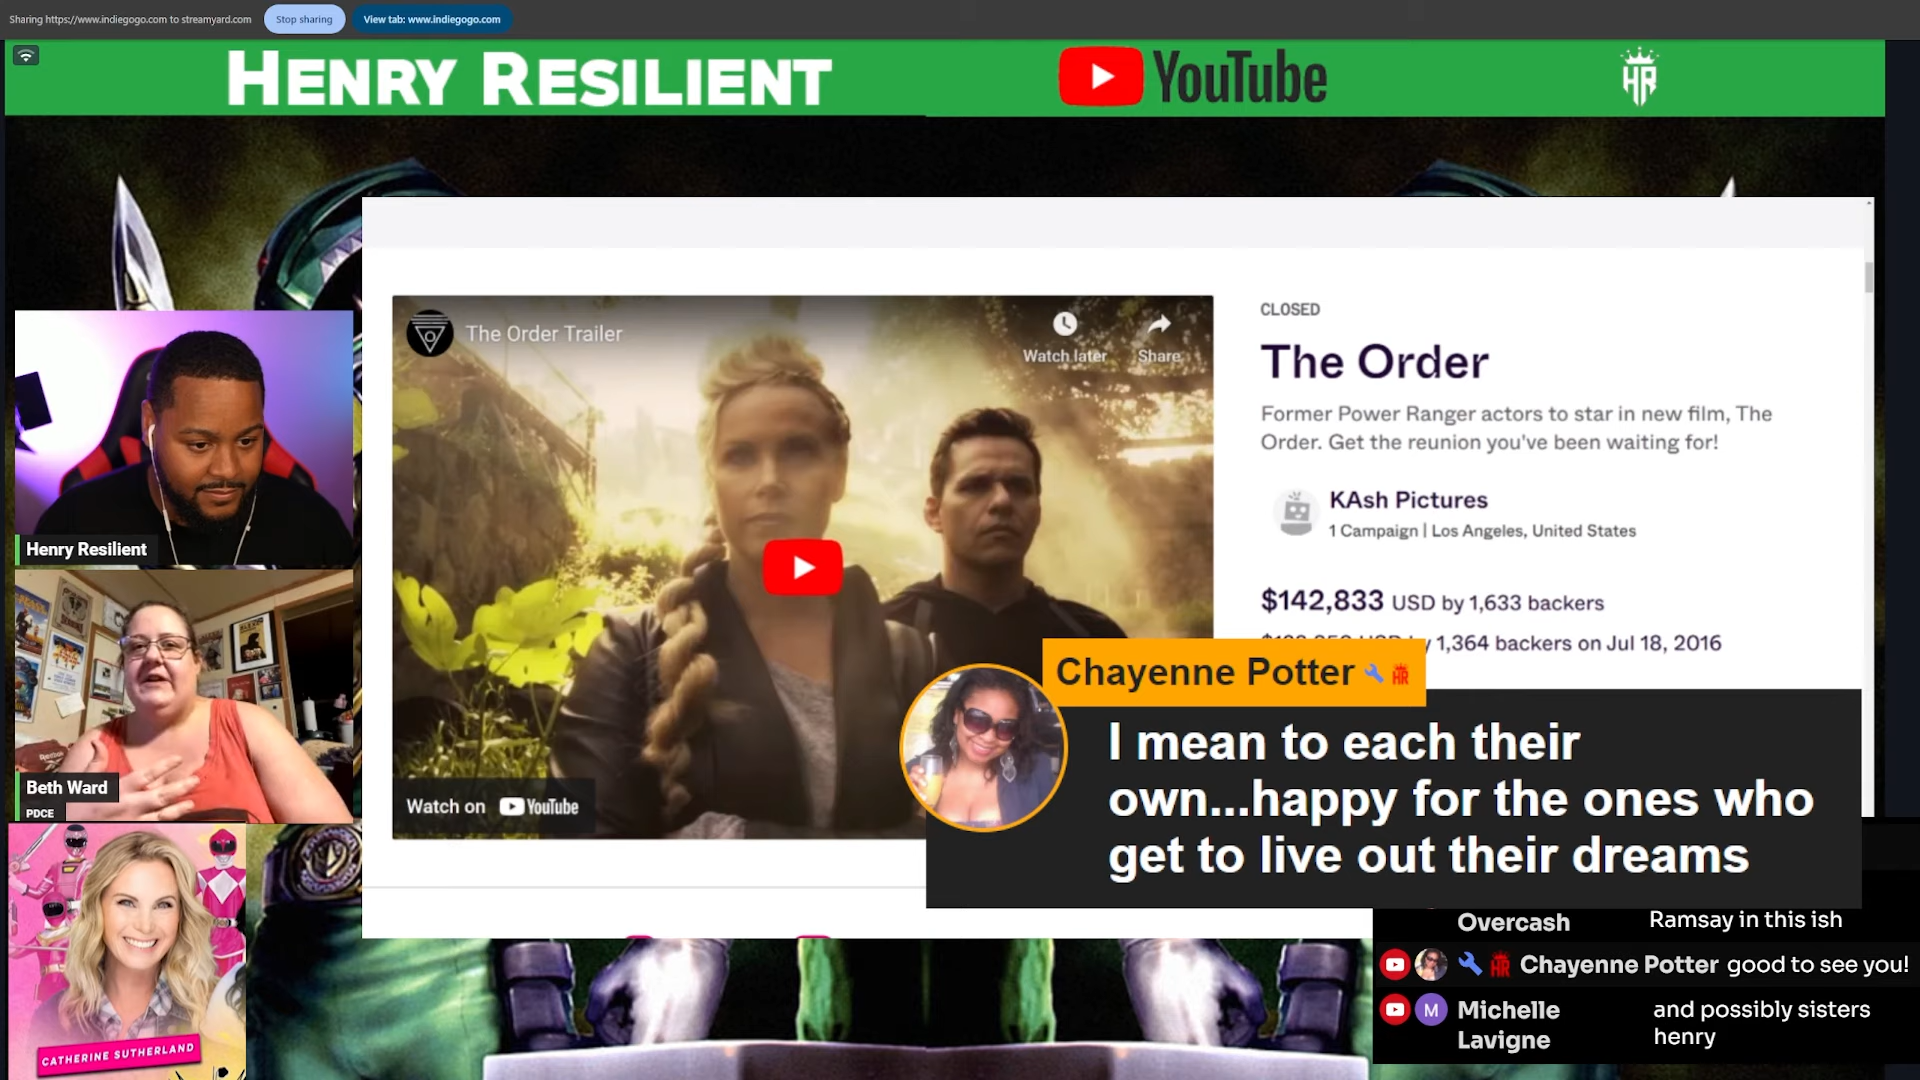 Sharing https://www.indiegogo.com to streamyard.com
Stop sharing
View tab: www.indiegogo.com
HENRY RESILIENT
YouTube
HR
The Order Trailer
Watch later
Share
Watch on YouTube
CLOSED
The Order
Former Power Ranger actors to star in new film, The
Order. Get the reunion you've been waiting for!
KAsh Pictures
1 Campaign | Los Angeles, United States
$142,833 USD by 1,633 backers
1,364 backers on Jul 18, 2016
Henry Resilient
Beth Ward
PDCE
CATHERINE SUTHERLAND
Chayenne Potter HR
I mean to each their
own...happy for the ones who
get to live out their dreams
Overcash
Ramsay in this ish
HR Chayenne Potter good to see you!
M Michelle
Lavigne
and possibly sisters
henry